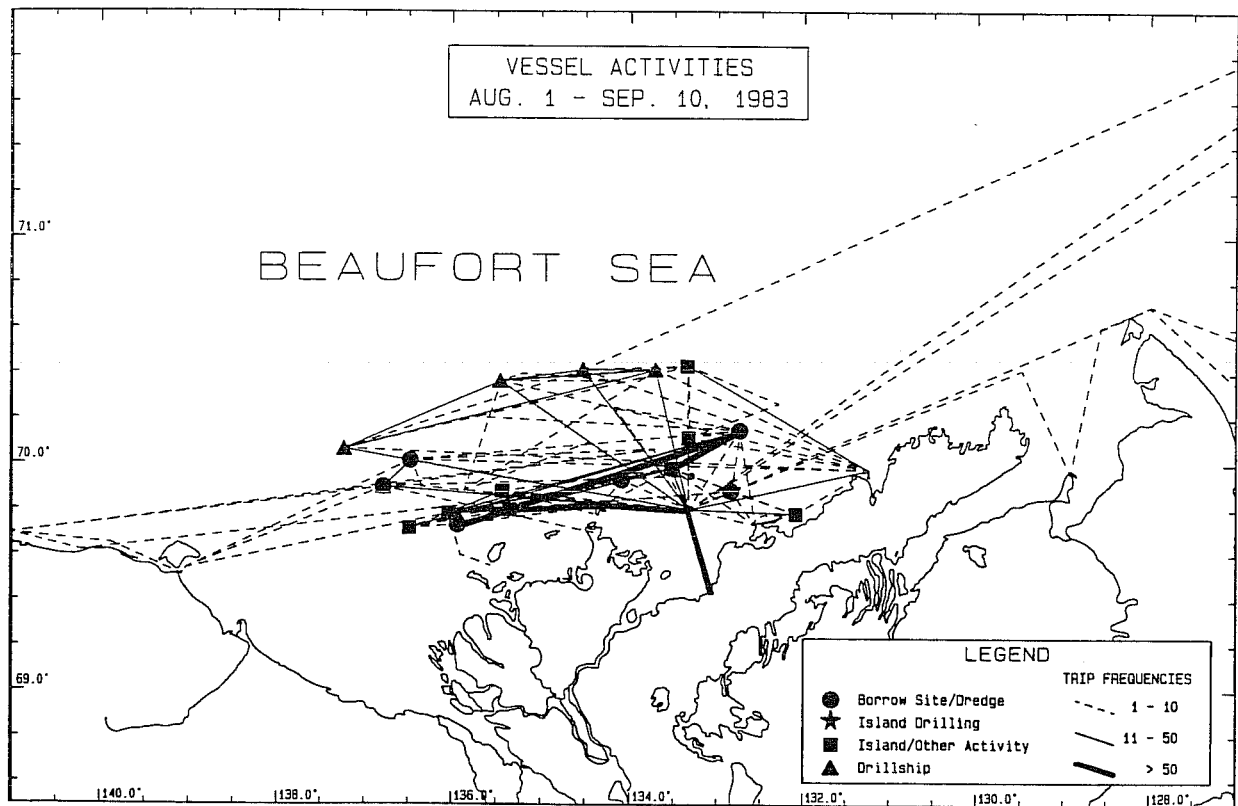 VESSEL ACTIVITIES
AUG. 1 - SEP. 10, 1983
71.0°
BEAUFORT SEA
70.0°
69.0°
LEGEND
TRIP FREQUENCIES
Borrow Site/Dredge
1 - 10
Island Drilling
11 - 50
Island/Other Activity
> 50
Drillship
140.0° 138.0° 136.0° 134.0° 132.0° 130.0° 128.0°